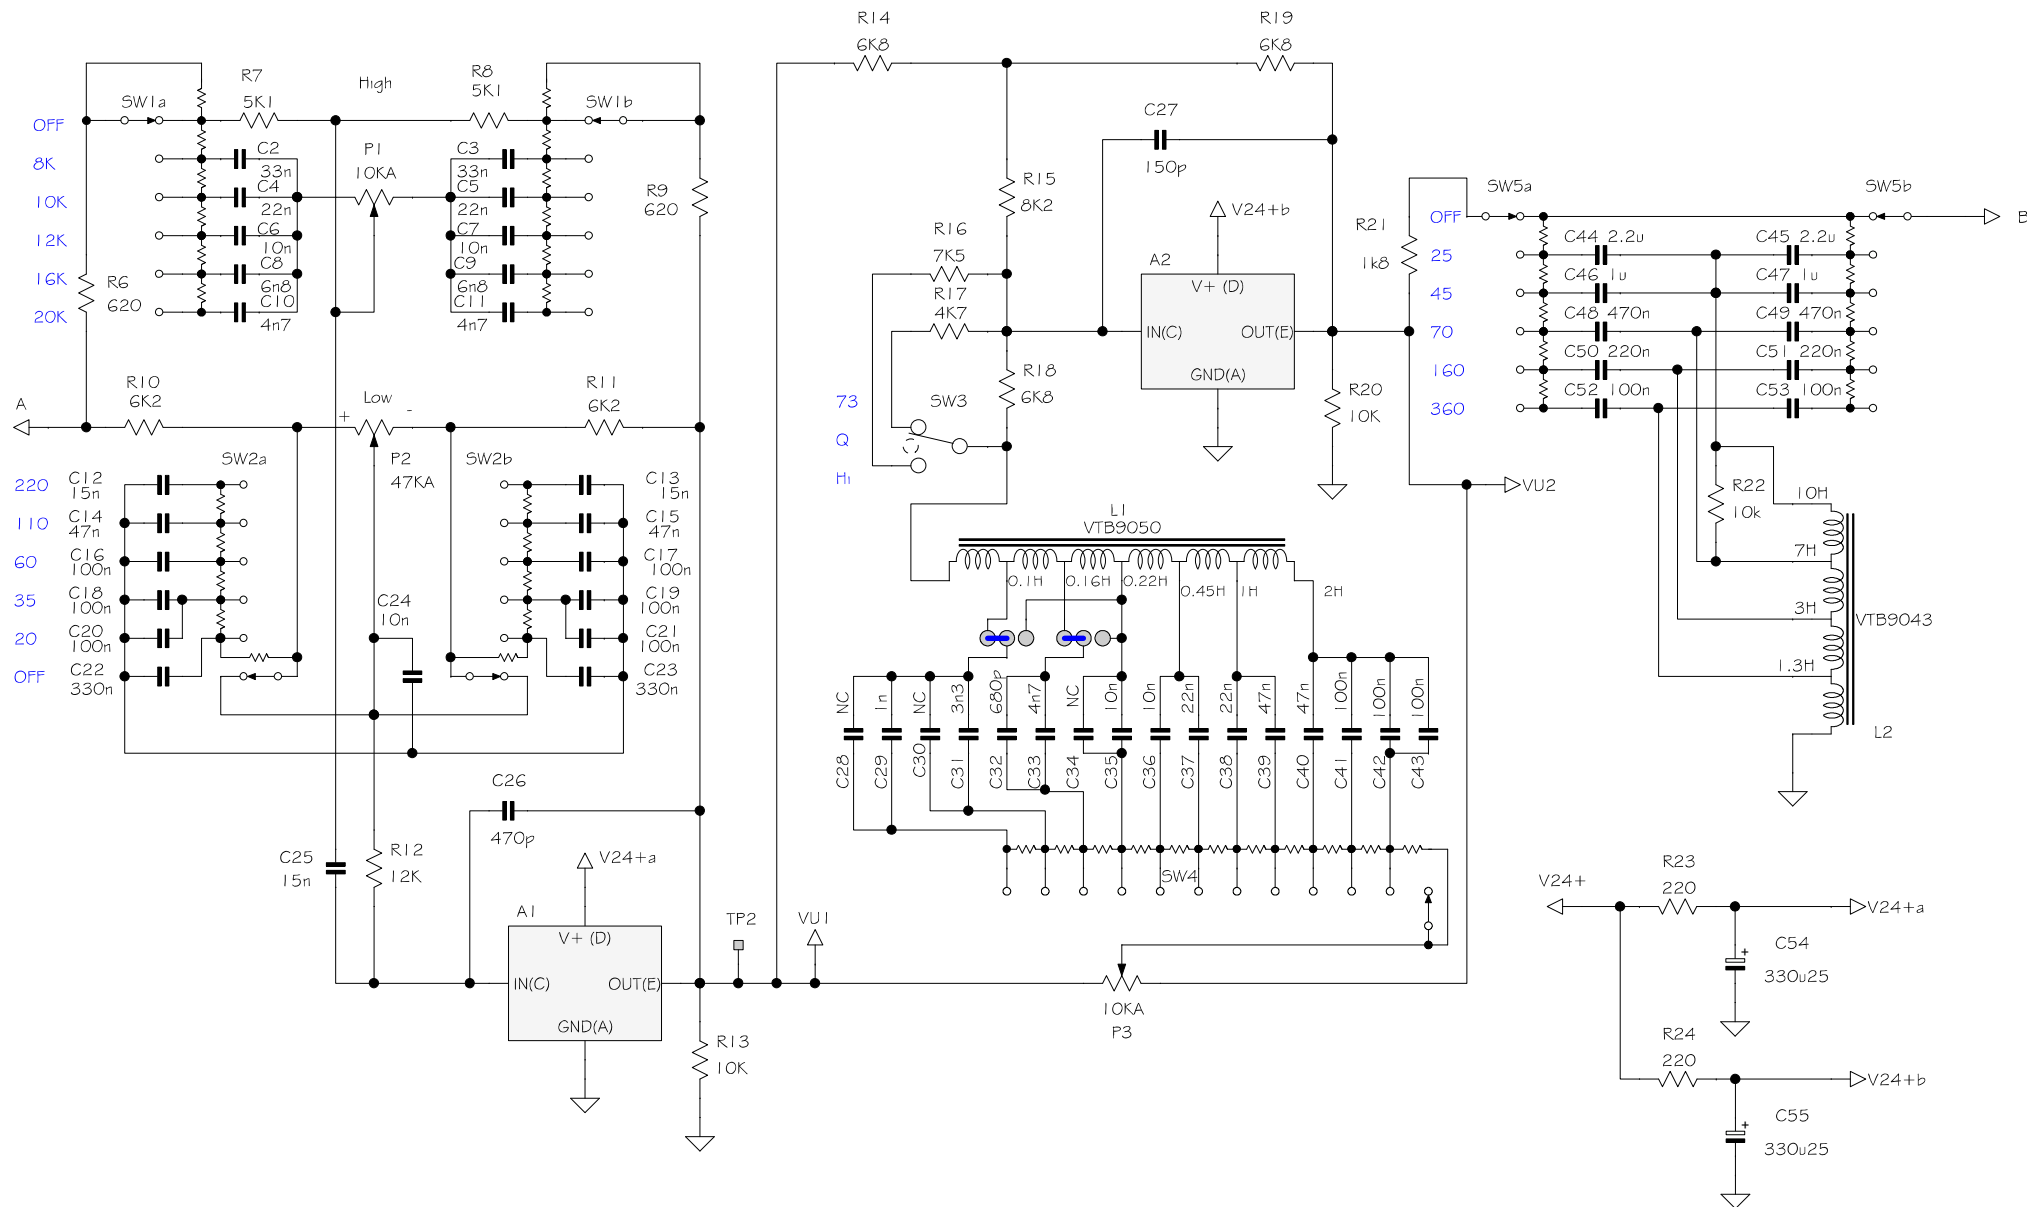 R14
6K8
R19
6K8
R7
5K1
High
R8
5K1
SW1a
SW1b
OFF
8K
10K
12K
16K
20K
C2
33n
C4
22n
C6
10n
C8
6n8
C10
4n7
P1
10KA
C3
33n
C5
22n
C7
10n
C9
6n8
C11
4n7
R6
620
R9
620
C27
150p
R15
8K2
R16
7K5
R17
4K7
R18
6K8
V24+b
A2
V+ (D)
IN(C)
OUT(E)
GND(A)
R21
1k8
R20
10K
SW5a
SW5b
OFF
25
45
70
160
360
C44 2.2u
C45 2.2u
C46 1u
C47 1u
C48 470n
C49 470n
C50 220n
C51 220n
C52 100n
C53 100n
B
A
R10
6K2
Low
+
-
R11
6K2
SW2a
P2
47KA
SW2b
220
110
60
35
20
OFF
C12
15n
C14
47n
C16
100n
C18
100n
C20
100n
C22
330n
C13
15n
C15
47n
C17
100n
C19
100n
C21
100n
C23
330n
C24
10n
73
Q
Hi
SW3
VU2
L1
VTB9050
0.1H
0.16H
0.22H
0.45H
1H
2H
R22
10k
10H
7H
3H
1.3H
VTB9043
L2
NC
1n
NC
3n3
680p
4n7
NC
10n
10n
22n
22n
47n
47n
100n
100n
100n
C28
C29
C30
C31
C32
C33
C34
C35
C36
C37
C38
C39
C40
C41
C42
C43
SW4
C26
470p
C25
15n
R12
12K
V24+a
A1
V+ (D)
IN(C)
OUT(E)
GND(A)
TP2
VU1
R13
10K
10KA
P3
V24+
R23
220
V24+a
C54
+
330u25
R24
220
V24+b
C55
+
330u25